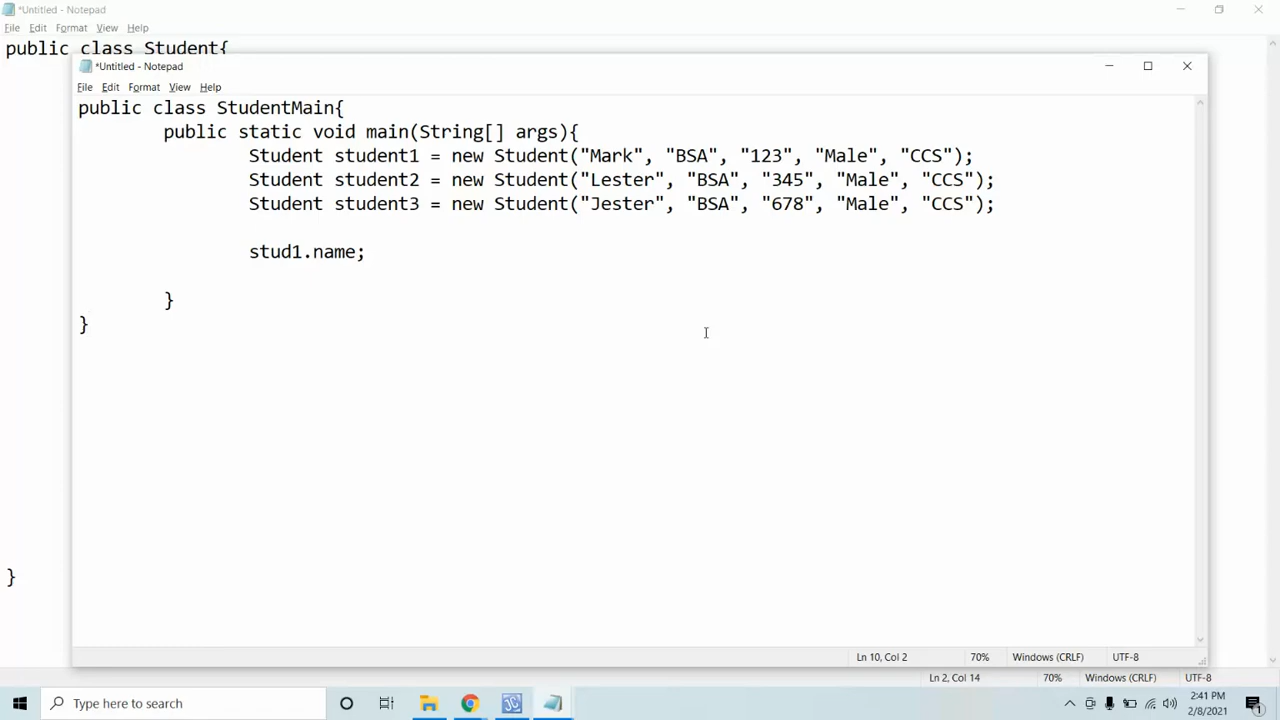 *Untitled - Notepad
File Edit Format View Help
public class Student{
*Untitled - Notepad
File Edit Format View Help
public class StudentMain{
public static void main(String[] args){
Student student1 = new Student("Mark", "BSA", "123", "Male", "CCS");
Student student2 = new Student("Lester", "BSA", "345", "Male", "CCS");
Student student3 = new Student("Jester", "BSA", "678", "Male", "CCS");
stud1.name;
}
}
}
Ln 10, Col 2 70% Windows (CRLF) UTF-8
Ln 2, Col 14 70% Windows (CRLF) UTF-8
Type here to search
2:41 PM
2/8/2021
1